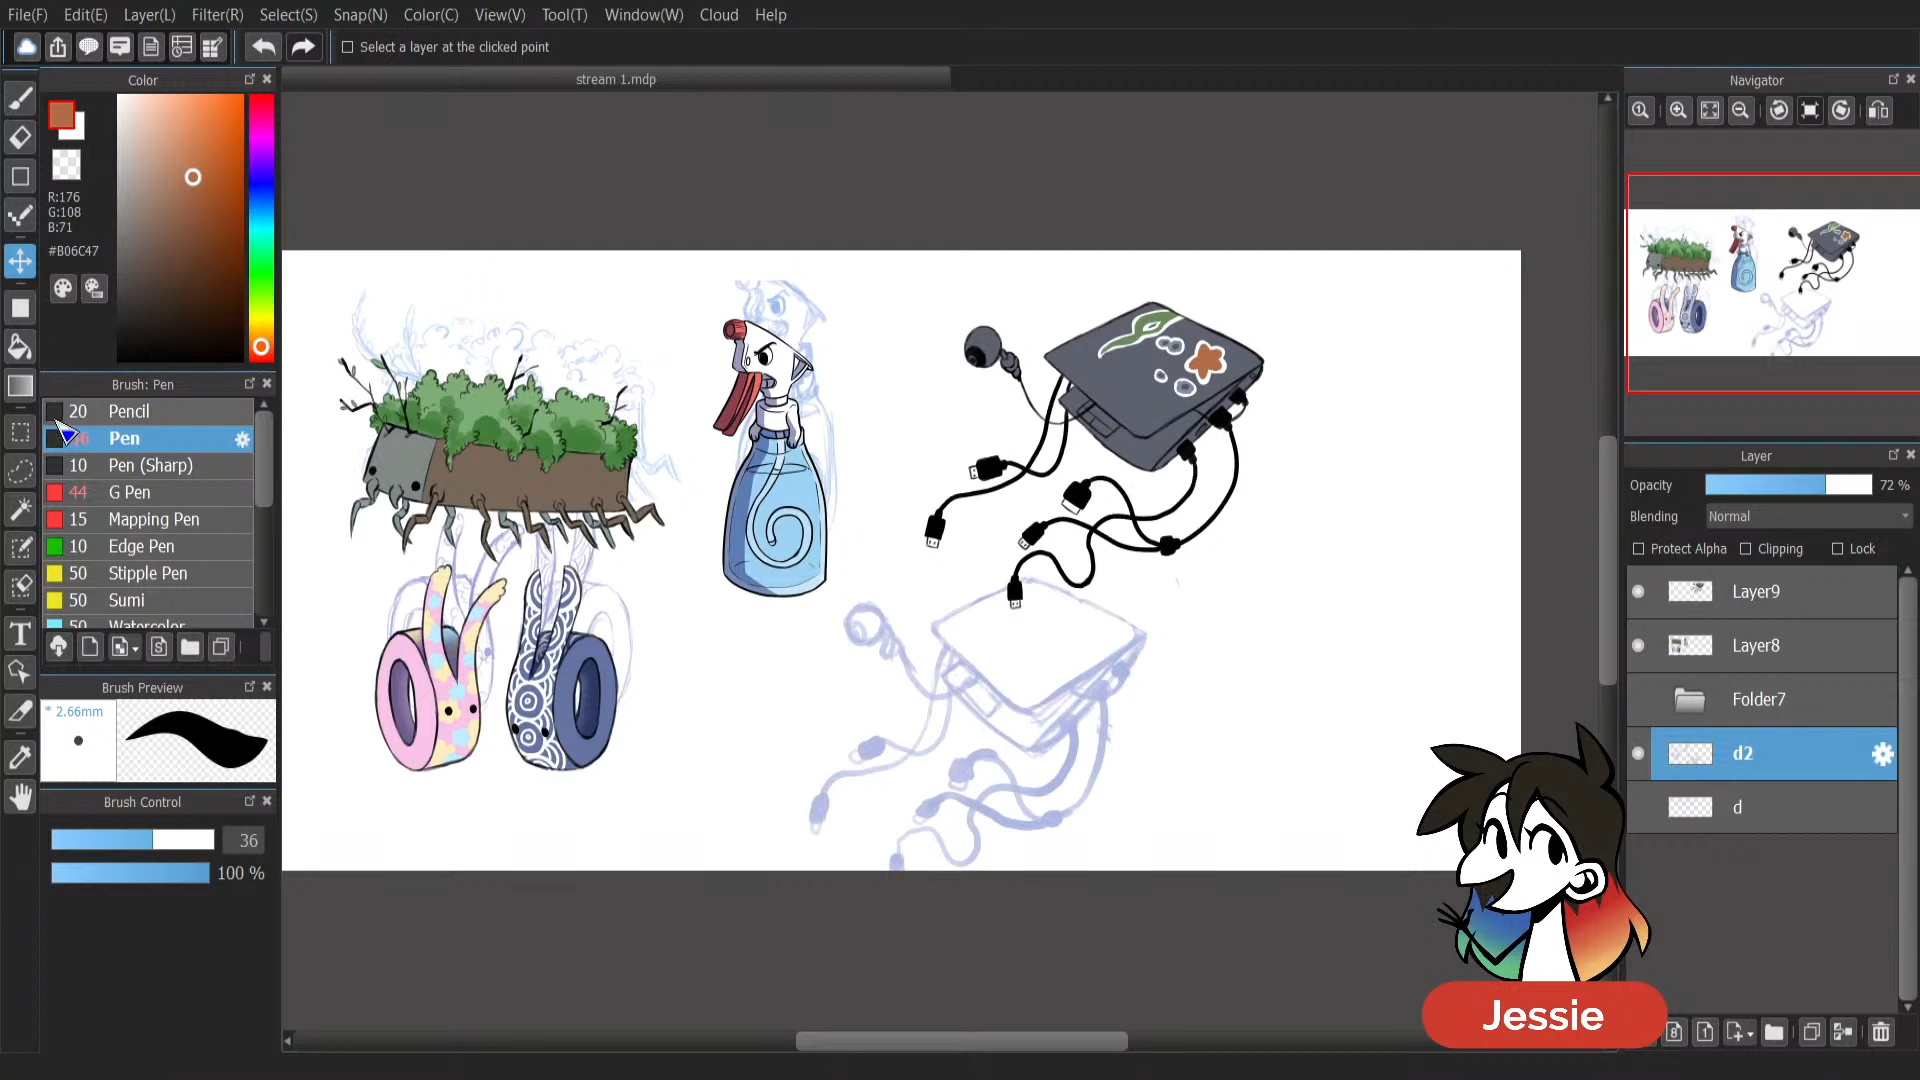 File(F) Edit(E) Layer(L) Filter(R) Select(S) Snap(N) Color(C) View(V) Tool(T) Window(W) Cloud Help
Select a layer at the clicked point
Color
stream 1.mdp
Navigator
R:176
G:108
B:71
#B06C47
Brush: Pen
20 Pencil
Pen
10 Pen (Sharp)
44 G Pen
15 Mapping Pen
10 Edge Pen
50 Stipple Pen
50 Sumi
50 Watercolor
Brush Preview
* 2.66mm
Brush Control
36
100 %
Layer
Opacity 72 %
Blending Normal
Protect Alpha Clipping Lock
Layer9
Layer8
Folder7
d2
d
Jessie